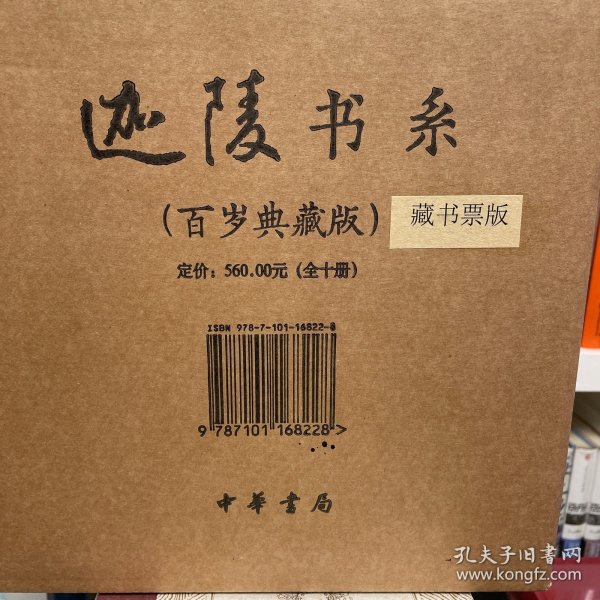 迦陵书系
（百岁典藏版）
藏书票版
定价：560.00元（全十册）
ISBN 978-7-101-16822-8
9 787101 168228 >
中華書局
孔夫子旧书网
www.kongfz.com